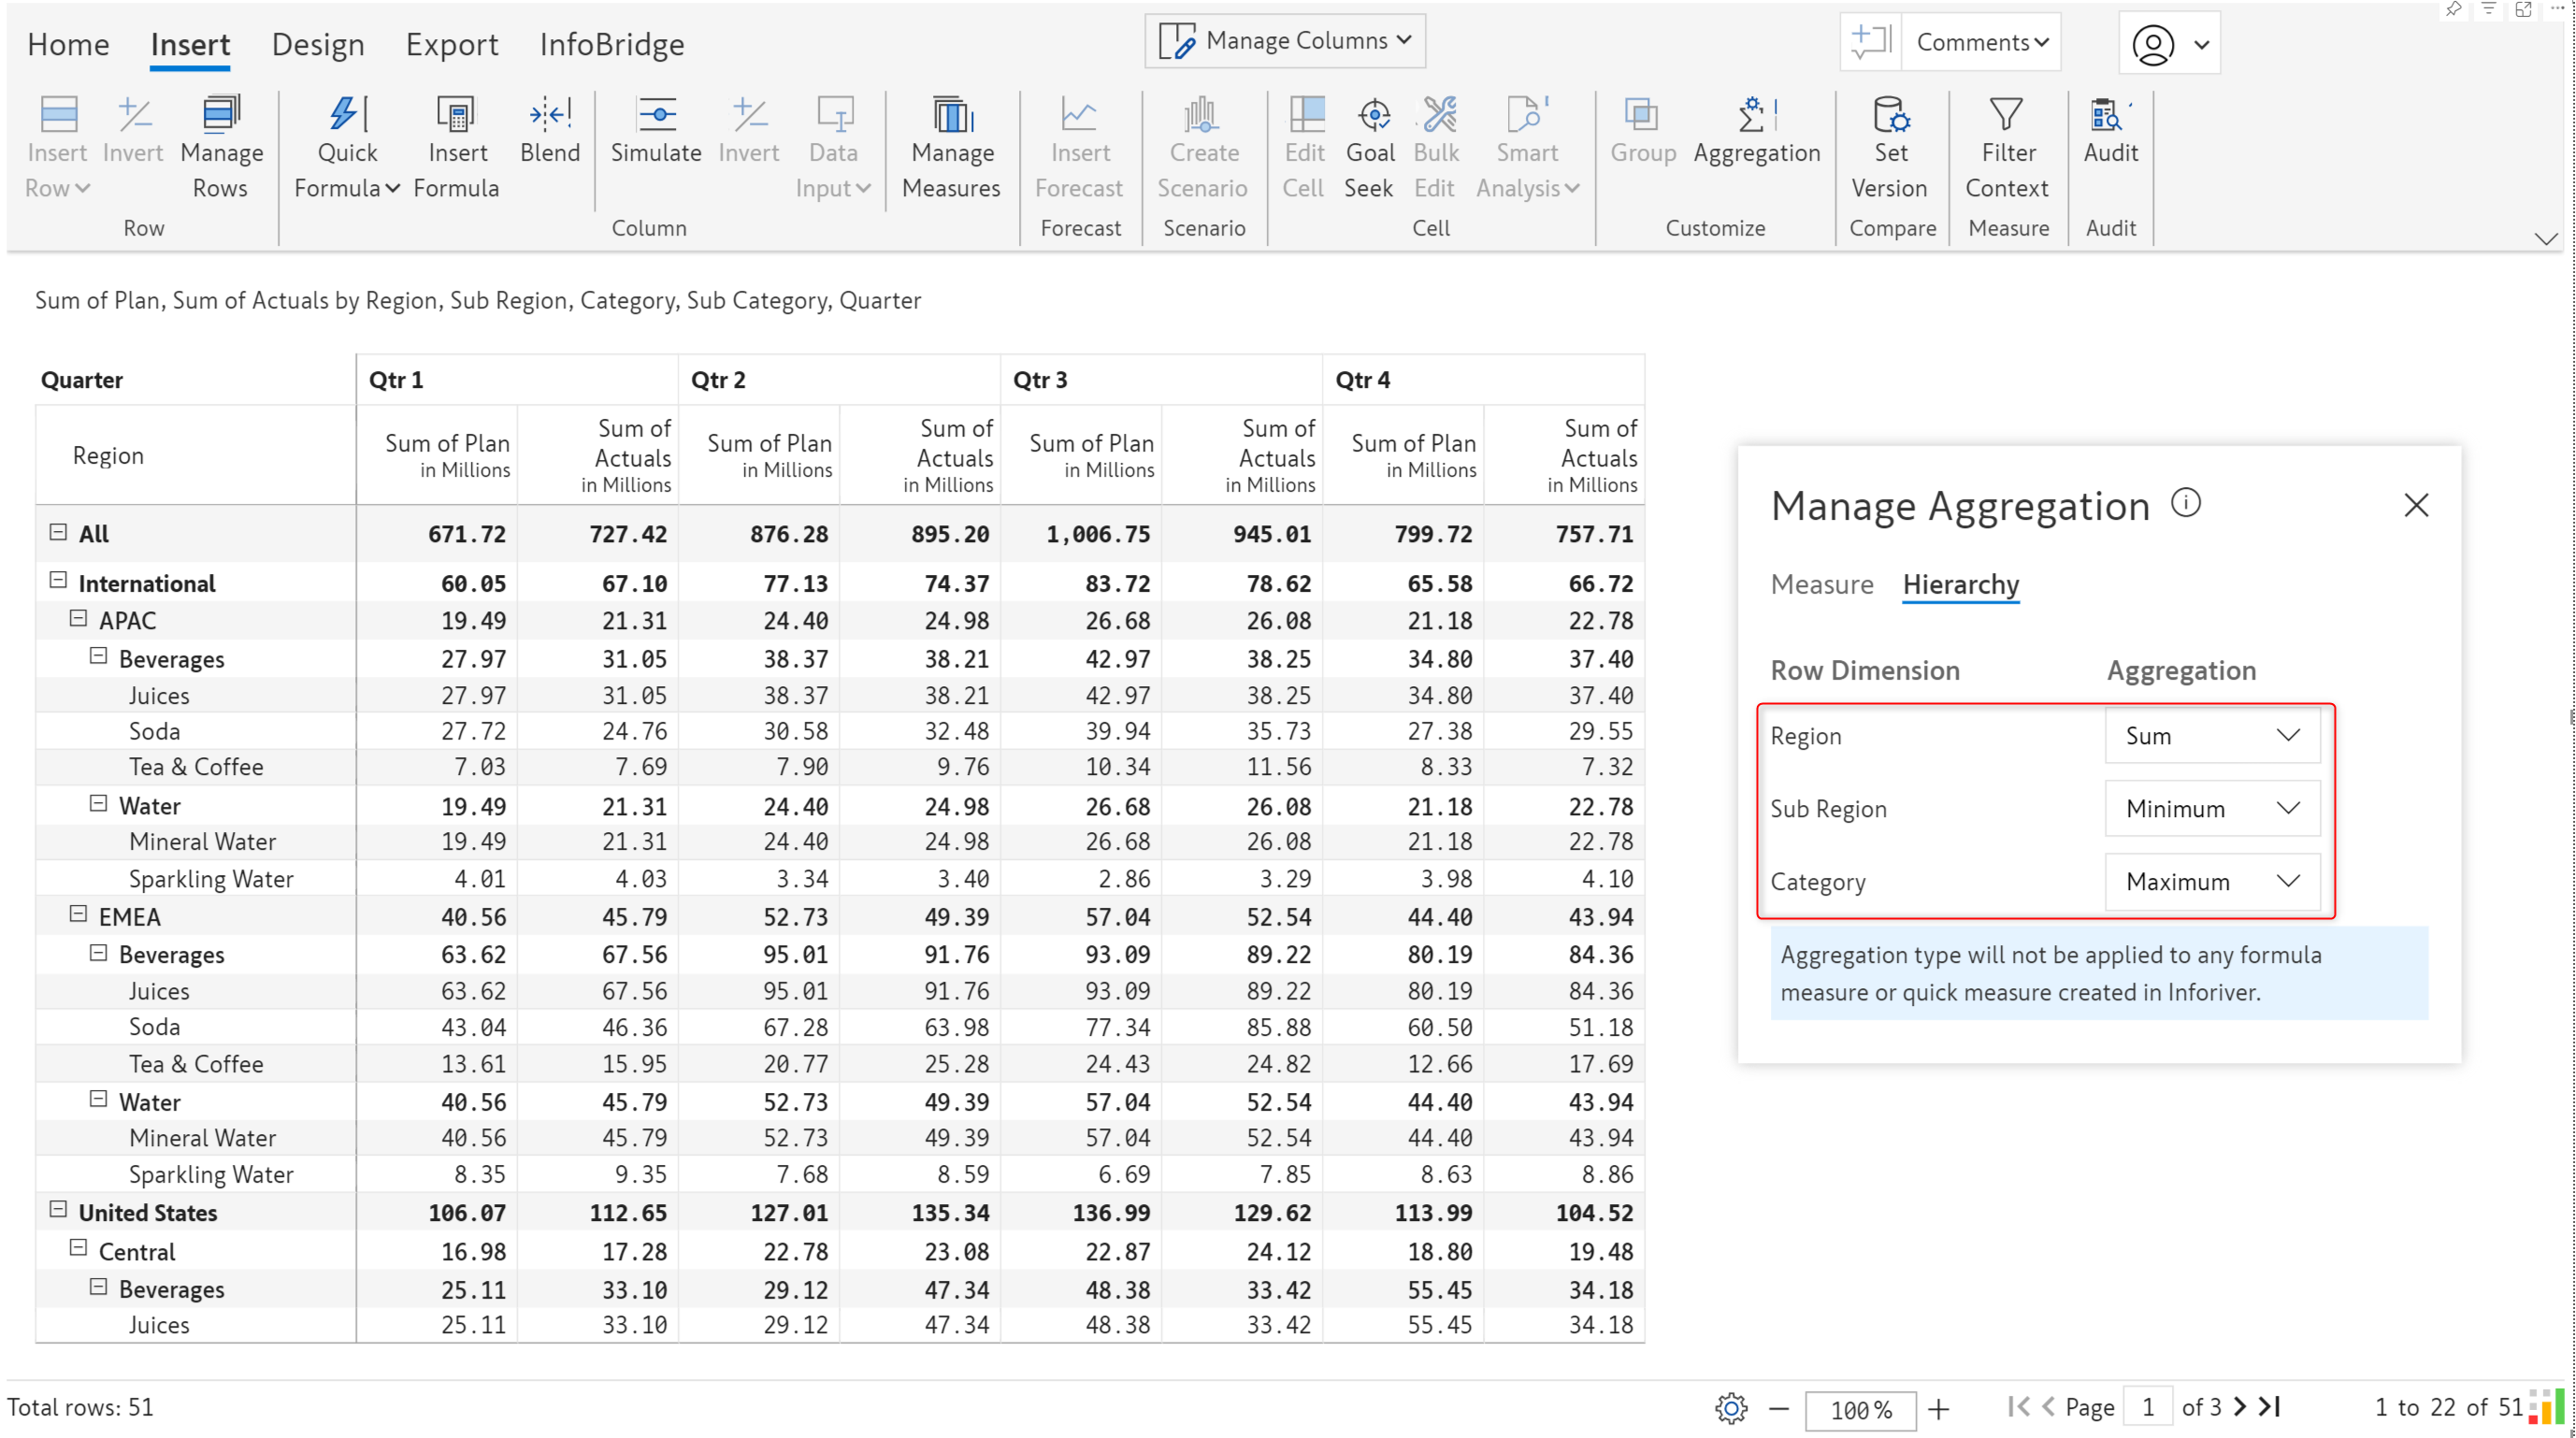 Home Insert Design Export InfoBridge Manage Columns Comments
Insert Row Invert Manage Rows Quick Formula Insert Formula Blend Simulate Invert Data Input Manage Measures Insert Forecast Create Scenario Edit Cell Goal Seek Bulk Edit Smart Analysis Group Aggregation Set Version Filter Context Audit
Row Column Forecast Scenario Cell Customize Compare Measure Audit
Sum of Plan, Sum of Actuals by Region, Sub Region, Category, Sub Category, Quarter
Quarter Qtr 1 Qtr 2 Qtr 3 Qtr 4
Region Sum of Plan in Millions Sum of Actuals in Millions Sum of Plan in Millions Sum of Actuals in Millions Sum of Plan in Millions Sum of Actuals in Millions Sum of Plan in Millions Sum of Actuals in Millions
All 671.72 727.42 876.28 895.20 1,006.75 945.01 799.72 757.71
International 60.05 67.10 77.13 74.37 83.72 78.62 65.58 66.72
APAC 19.49 21.31 24.40 24.98 26.68 26.08 21.18 22.78
Beverages 27.97 31.05 38.37 38.21 42.97 38.25 34.80 37.40
Juices 27.97 31.05 38.37 38.21 42.97 38.25 34.80 37.40
Soda 27.72 24.76 30.58 32.48 39.94 35.73 27.38 29.55
Tea & Coffee 7.03 7.69 7.90 9.76 10.34 11.56 8.33 7.32
Water 19.49 21.31 24.40 24.98 26.68 26.08 21.18 22.78
Mineral Water 19.49 21.31 24.40 24.98 26.68 26.08 21.18 22.78
Sparkling Water 4.01 4.03 3.34 3.40 2.86 3.29 3.98 4.10
EMEA 40.56 45.79 52.73 49.39 57.04 52.54 44.40 43.94
Beverages 63.62 67.56 95.01 91.76 93.09 89.22 80.19 84.36
Juices 63.62 67.56 95.01 91.76 93.09 89.22 80.19 84.36
Soda 43.04 46.36 67.28 63.98 77.34 85.88 60.50 51.18
Tea & Coffee 13.61 15.95 20.77 25.28 24.43 24.82 12.66 17.69
Water 40.56 45.79 52.73 49.39 57.04 52.54 44.40 43.94
Mineral Water 40.56 45.79 52.73 49.39 57.04 52.54 44.40 43.94
Sparkling Water 8.35 9.35 7.68 8.59 6.69 7.85 8.63 8.86
United States 106.07 112.65 127.01 135.34 136.99 129.62 113.99 104.52
Central 16.98 17.28 22.78 23.08 22.87 24.12 18.80 19.48
Beverages 25.11 33.10 29.12 47.34 48.38 33.42 55.45 34.18
Juices 25.11 33.10 29.12 47.34 48.38 33.42 55.45 34.18
Manage Aggregation
Measure Hierarchy
Row Dimension Aggregation
Region Sum
Sub Region Minimum
Category Maximum
Aggregation type will not be applied to any formula
measure or quick measure created in Inforiver.
Total rows: 51 100 % Page 1 of 3 1 to 22 of 51